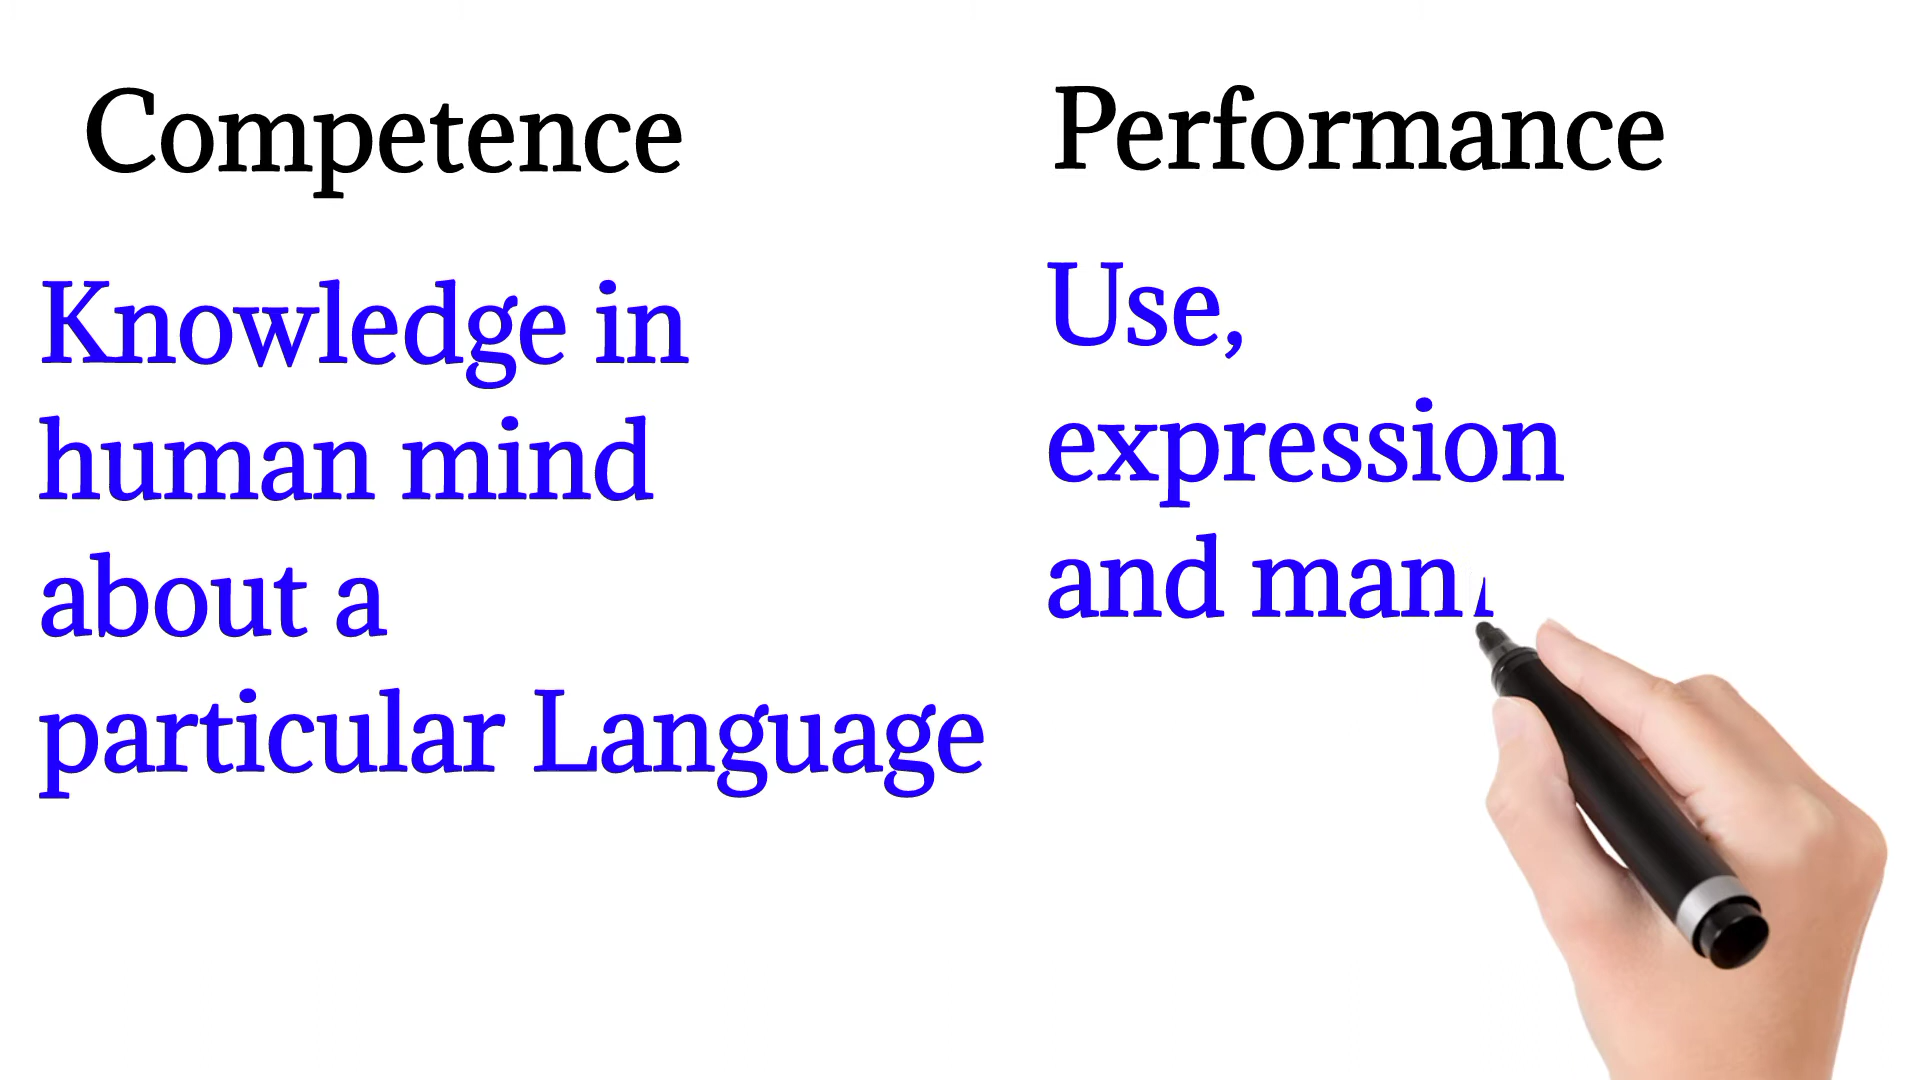 Competence
Knowledge in
human mind
about a
particular Language
Performance
Use,
expression
and man